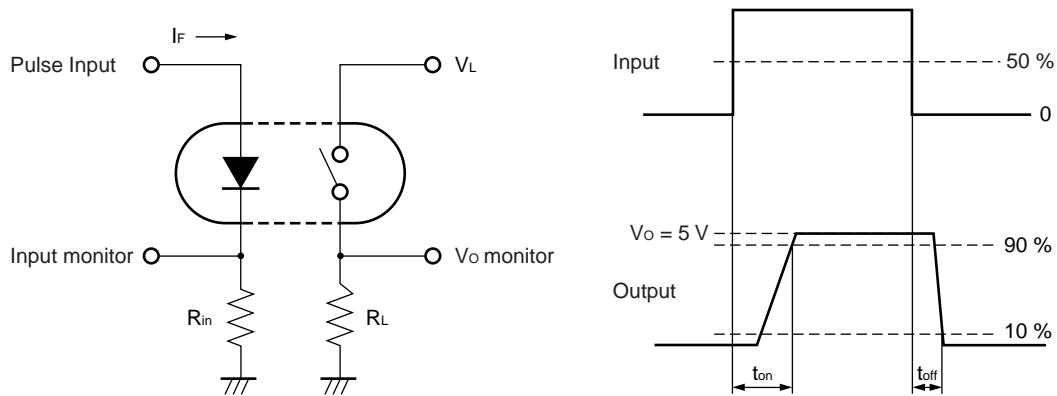 IF
Pulse Input
VL
Input monitor
VO monitor
Rin
RL
Input
50 %
0
VO = 5 V
90 %
Output
10 %
ton
toff